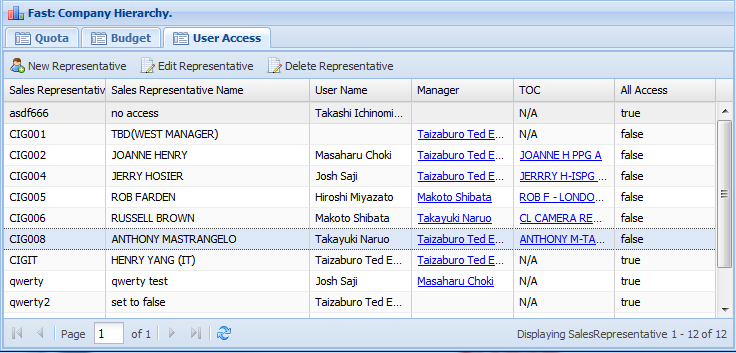 Fast: Company Hierarchy.
Quota Budget User Access
New Representative Edit Representative Delete Representative
Sales Representativ Sales Representative Name User Name Manager TOC All Access
asdf666 no access Takashi Ichinomi... N/A true
CIG001 TBD(WEST MANAGER) Taizaburo Ted E... N/A false
CIG002 JOANNE HENRY Masaharu Choki Taizaburo Ted E... JOANNE H PPG A false
CIG004 JERRY HOSIER Josh Saji Taizaburo Ted E... JERRRY H-ISPG ... false
CIG005 ROB FARDEN Hiroshi Miyazato Makoto Shibata ROB F - LONDO... false
CIG006 RUSSELL BROWN Makoto Shibata Takayuki Naruo CL CAMERA RE... false
CIG008 ANTHONY MASTRANGELO Takayuki Naruo Taizaburo Ted E... ANTHONY M-TA... false
CIGIT HENRY YANG (IT) Taizaburo Ted E... Taizaburo Ted E... N/A true
qwerty qwerty test Josh Saji Masaharu Choki N/A true
qwerty2 set to false Taizaburo Ted E... N/A true
Page 1 of 1 Displaying SalesRepresentative 1 - 12 of 12